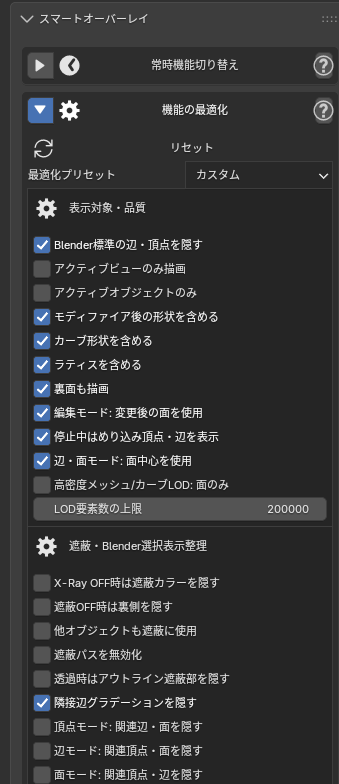 スマートオーバーレイ
常時機能切り替え
機能の最適化
リセット
最適化プリセット カスタム
表示対象・品質
Blender標準の辺・頂点を隠す
アクティブビューのみ描画
アクティブオブジェクトのみ
モディファイア後の形状を含める
カーブ形状を含める
ラティスを含める
裏面も描画
編集モード: 変更後の面を使用
停止中はめり込み頂点・辺を表示
辺・面モード: 面中心を使用
高密度メッシュ/カーブLOD: 面のみ
LOD要素数の上限 200000
遮蔽・Blender選択表示整理
X-Ray OFF時は遮蔽カラーを隠す
遮蔽OFF時は裏側を隠す
他オブジェクトも遮蔽に使用
遮蔽パスを無効化
透過時はアウトライン遮蔽部を隠す
隣接辺グラデーションを隠す
頂点モード: 関連辺・面を隠す
辺モード: 関連頂点・面を隠す
面モード: 関連頂点・辺を隠す